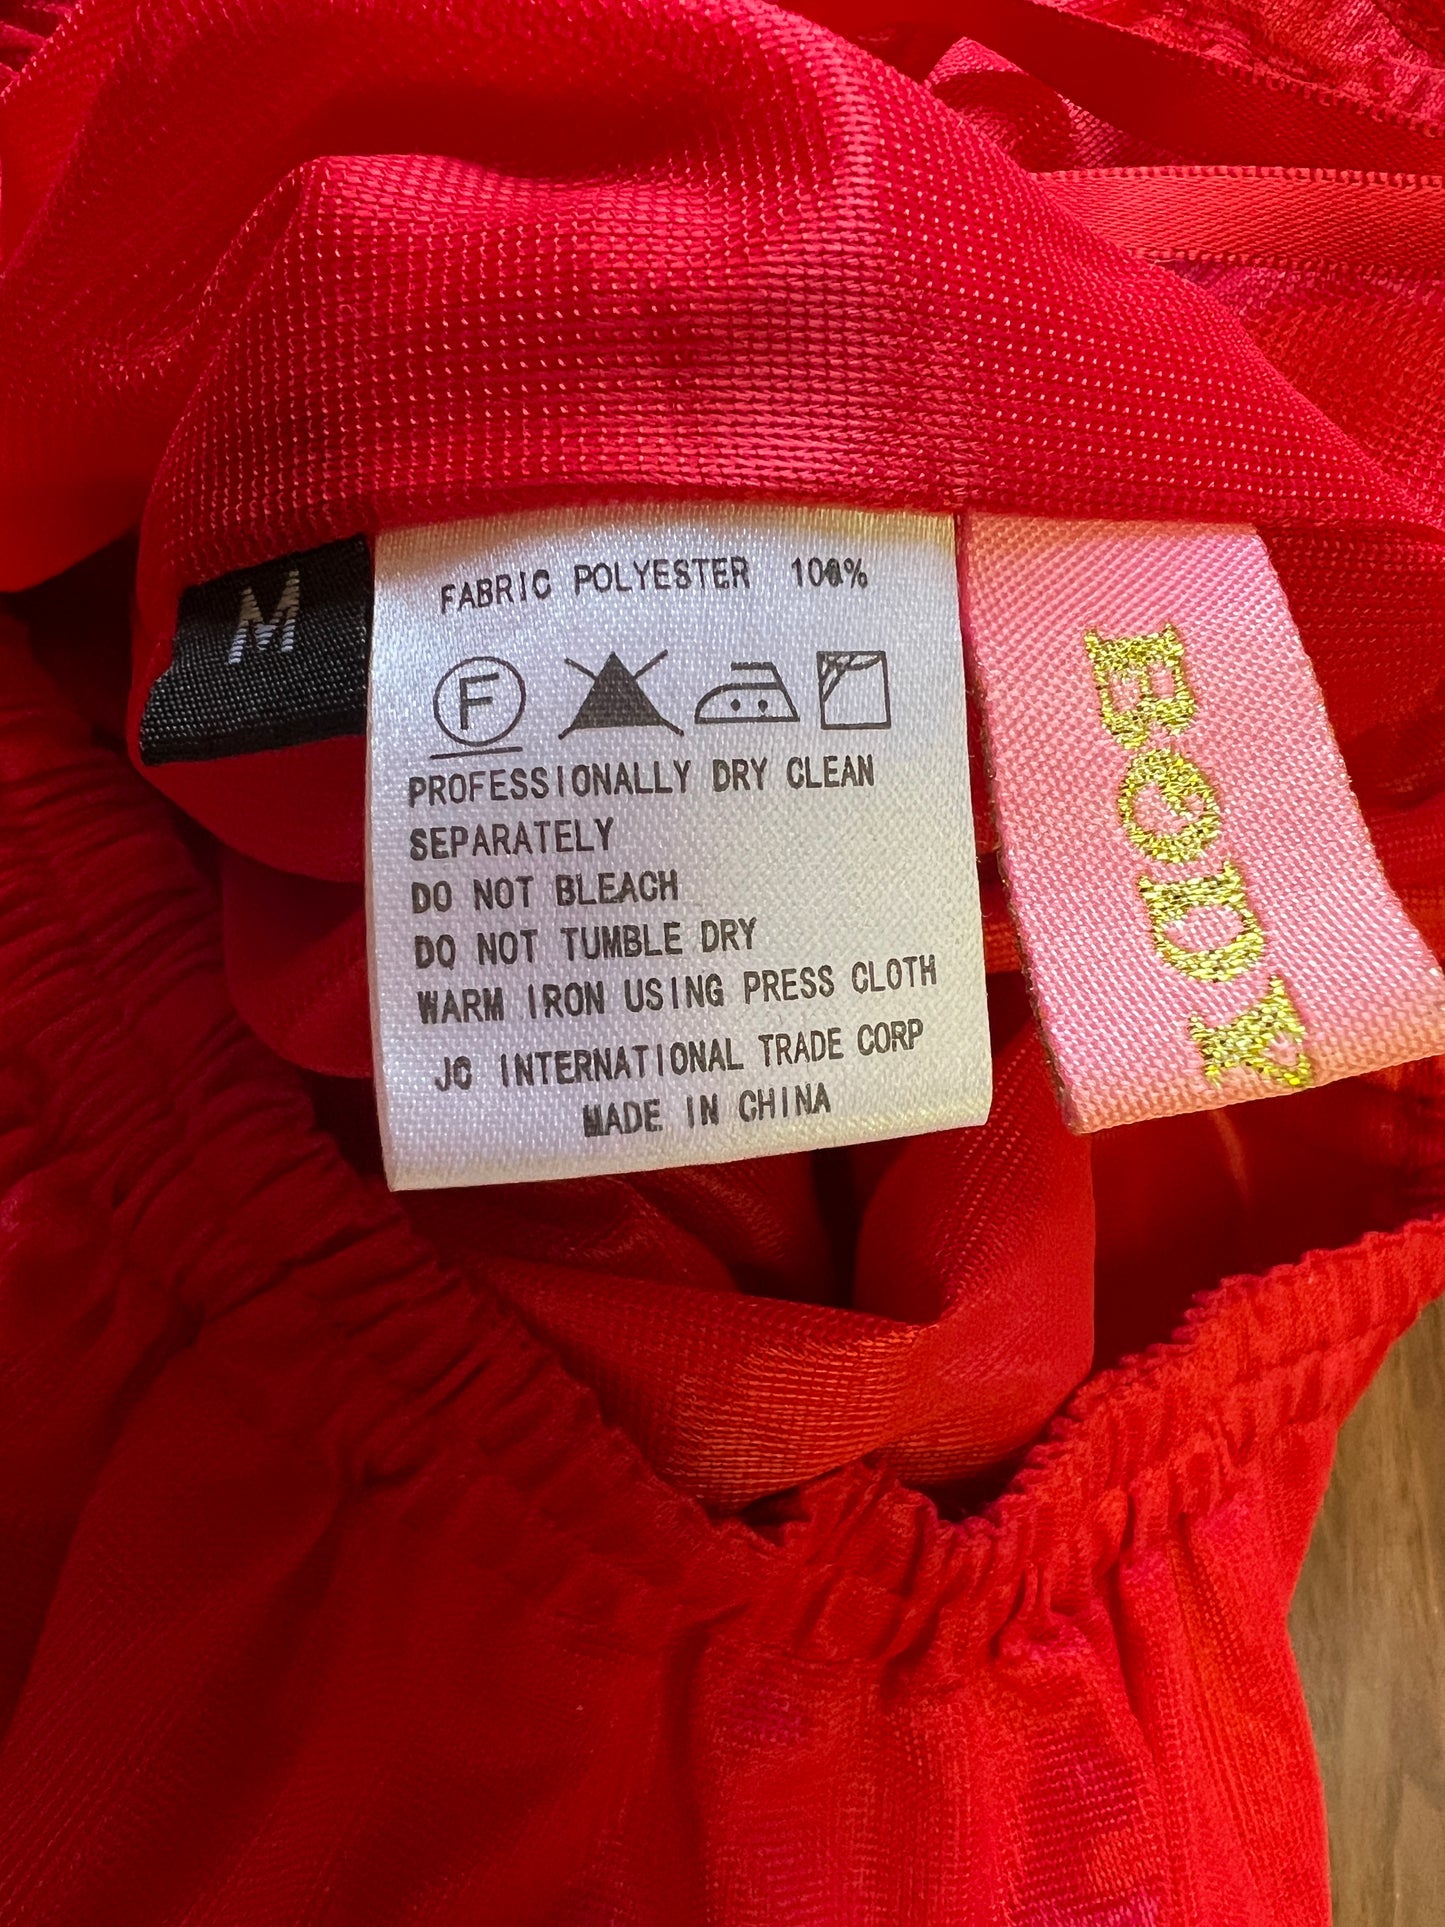 M
FABRIC POLYESTER 100%
F
PROFESSIONALLY DRY CLEAN
SEPARATELY
DO NOT BLEACH
DO NOT TUMBLE DRY
WARM IRON USING PRESS CLOTH
JC INTERNATIONAL TRADE CORP
MADE IN CHINA
BODY